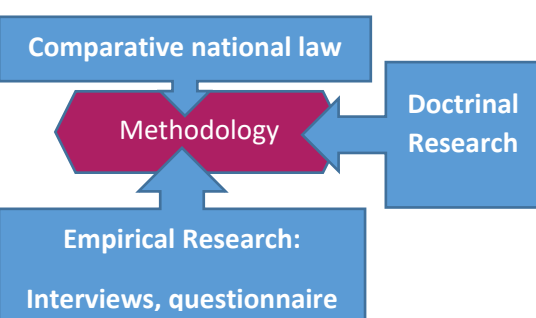 Comparative national law
Methodology
Doctrinal
Research
Empirical Research:
Interviews, questionnaire